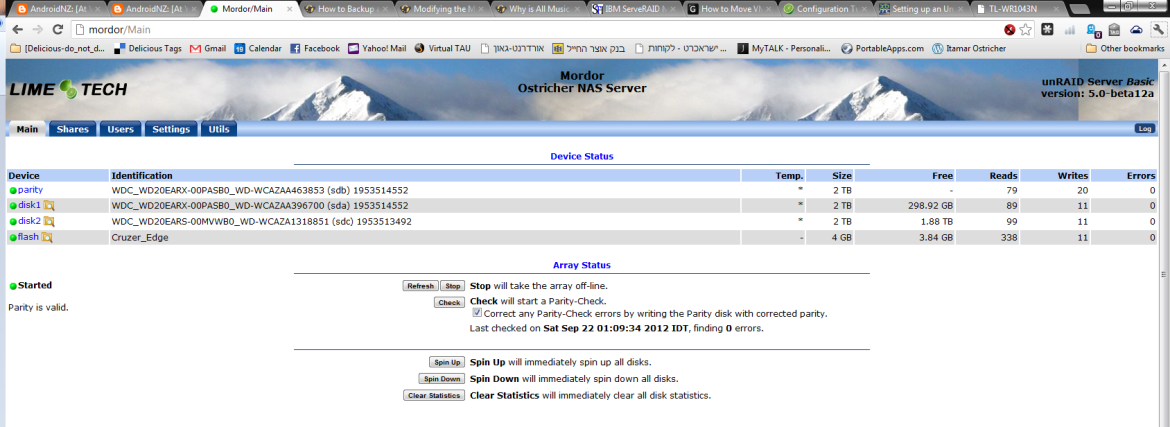 AndroidNZ: [At
AndroidNZ: [At
Mordor/Main
How to Backup
Modifying the M
Why is All Music
IBM ServeRAID M
How to Move V
Configuration T
Setting up an Un
TL-WR1043N
mordor/Main
[Delicious-do_not_d... Delicious Tags Gmail Calendar Facebook Yahoo! Mail Virtual TAU אורדרנט-גאון בנק אוצר החייל ישראכרט - לקוחות ... MyTALK - Personali... PortableApps.com Itamar Ostricher Other bookmarks
LIME TECH
Mordor
Ostricher NAS Server
unRAID Server Basic
version: 5.0-beta12a
Main Shares Users Settings Utils Log
Device Status
Device Identification Temp. Size Free Reads Writes Errors
parity WDC_WD20EARX-00PASB0_WD-WCAZAA463853 (sdb) 1953514552 * 2 TB - 79 20 0
disk1 WDC_WD20EARX-00PASB0_WD-WCAZAA396700 (sda) 1953514552 * 2 TB 298.92 GB 89 11 0
disk2 WDC_WD20EARS-00MVWB0_WD-WCAZA1318851 (sdc) 1953513492 * 2 TB 1.88 TB 99 11 0
flash Cruzer_Edge - 4 GB 3.84 GB 338 11 0
Array Status
Started
Parity is valid.
Refresh Stop Stop will take the array off-line.
Check Check will start a Parity-Check.
Correct any Parity-Check errors by writing the Parity disk with corrected parity.
Last checked on Sat Sep 22 01:09:34 2012 IDT, finding 0 errors.
Spin Up Spin Up will immediately spin up all disks.
Spin Down Spin Down will immediately spin down all disks.
Clear Statistics Clear Statistics will immediately clear all disk statistics.